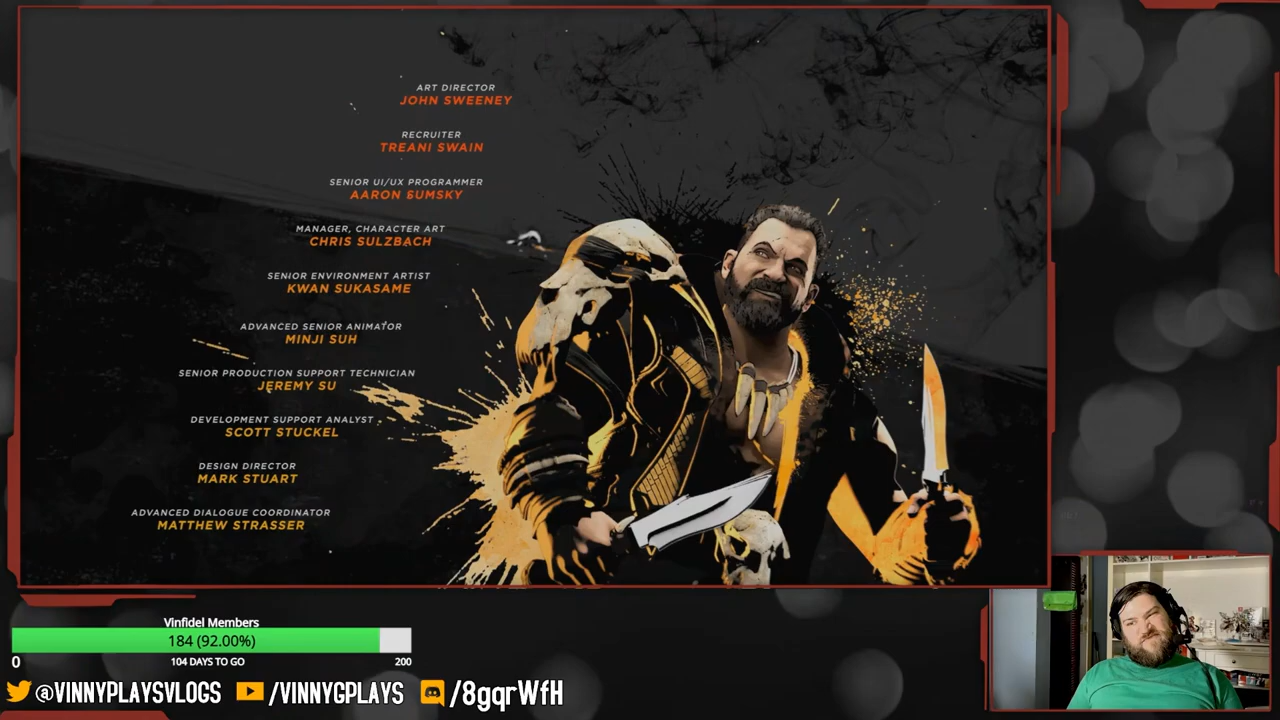 ART DIRECTOR
JOHN SWEENEY
RECRUITER
TREANI SWAIN
SENIOR UI/UX PROGRAMMER
AARON SUMSKY
MANAGER, CHARACTER ART
CHRIS SULZBACH
SENIOR ENVIRONMENT ARTIST
KWAN SUKASAME
ADVANCED SENIOR ANIMATOR
MINJI SUH
SENIOR PRODUCTION SUPPORT TECHNICIAN
JEREMY SU
DEVELOPMENT SUPPORT ANALYST
SCOTT STUCKEL
DESIGN DIRECTOR
MARK STUART
ADVANCED DIALOGUE COORDINATOR
MATTHEW STRASSER
Vinfidel Members
184 (92.00%)
0 104 DAYS TO GO 200
@VINNYPLAYSVLOGS /VINNYGPLAYS /8gqrWfH